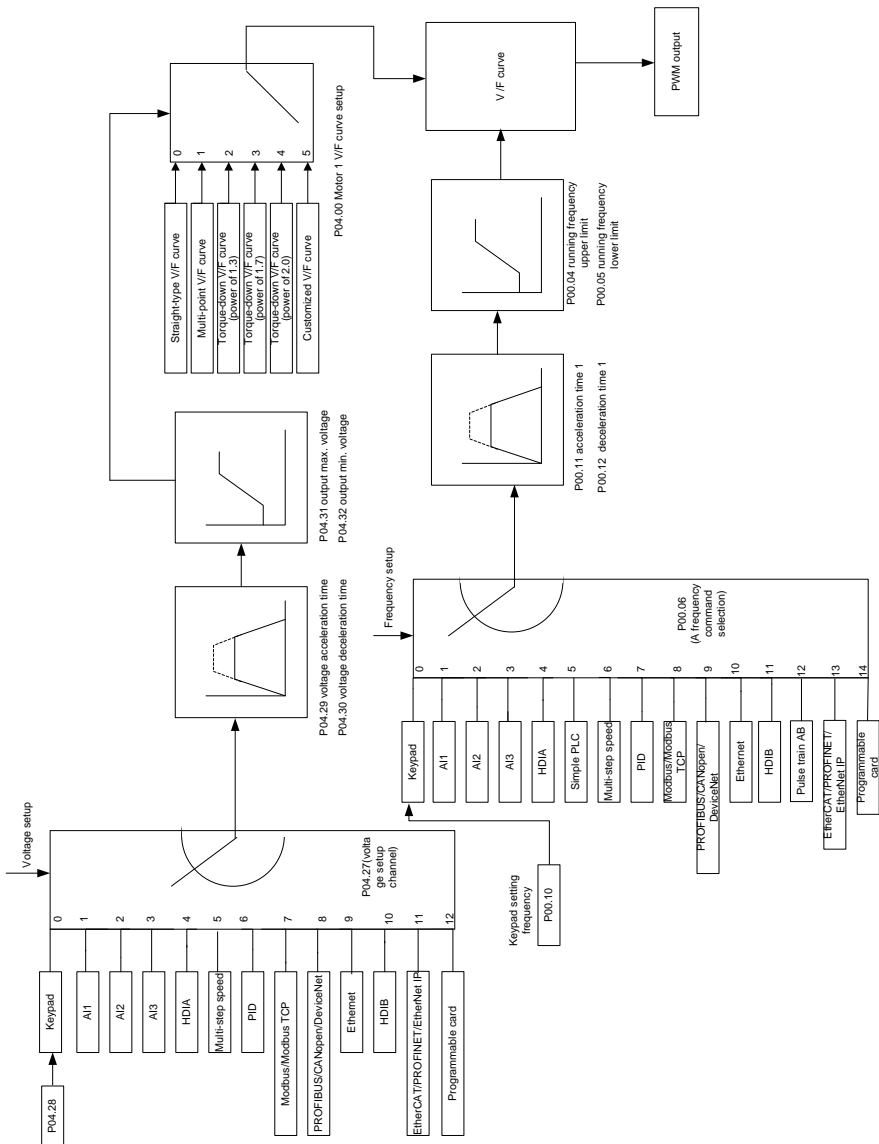 Voltage setup
P04.28
Keypad
AI1
AI2
AI3
HDIA
Multi-step speed
PID
Modbus/Modbus TCP
PROFIBUS/CANopen/DeviceNet
Ethernet
HDIB
EtherCAT/PROFINET/EtherNet IP
Programmable card
0
1
2
3
4
5
6
7
8
9
10
11
12
P04.27(volta
ge setup
channel)
P04.29 voltage acceleration time
P04.30 voltage deceleration time
P04.31 output max. voltage
P04.32 output min. voltage
Straight-type V/F curve
Multi-point V/F curve
Torque-down V/F curve
(power of 1.3)
Torque-down V/F curve
(power of 1.7)
Torque-down V/F curve
(power of 2.0)
Customized V/F curve
0
1
2
3
4
5
P04.00 Motor 1 V/F curve setup
Frequency setup
Keypad setting
frequency
P00.10
Keypad
AI1
AI2
AI3
HDIA
Simple PLC
Multi-step speed
PID
Modbus/Modbus
TCP
PROFIBUS/CANopen/
DeviceNet
Ethernet
HDIB
Pulse train AB
EtherCAT/PROFINET/
EtherNet IP
Programmable
card
0
1
2
3
4
5
6
7
8
9
10
11
12
13
14
P00.06
(A frequency
command
selection)
P00.11 acceleration time 1
P00.12 deceleration time 1
P00.04 running frequency
upper limit
P00.05 running frequency
lower limit
V /F curve
PWM output